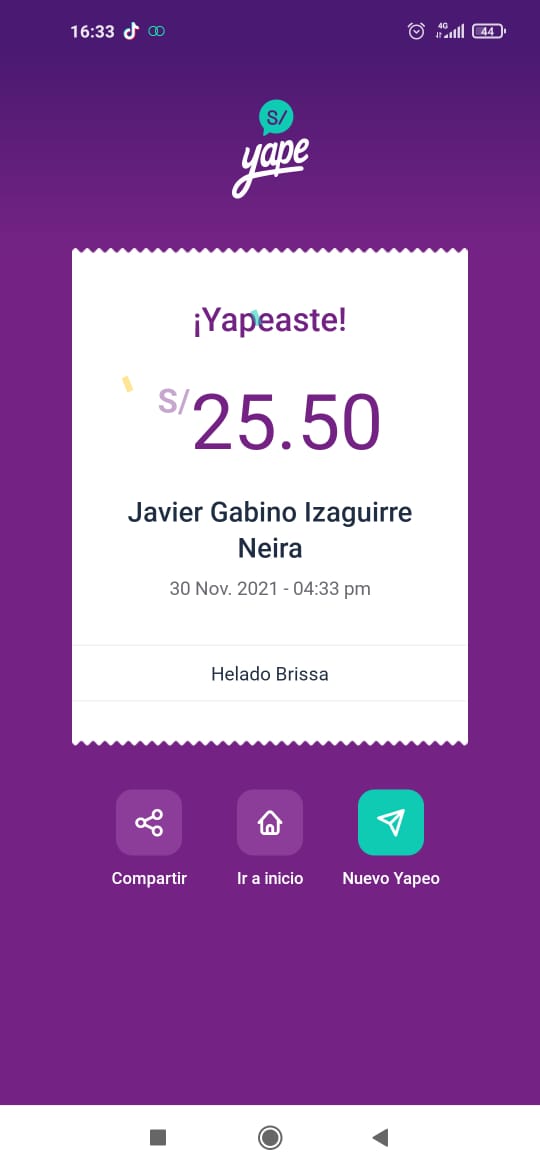 16:33
4G
44
S/
yape
¡Yapeaste!
S/25.50
Javier Gabino Izaguirre
Neira
30 Nov. 2021 - 04:33 pm
Helado Brissa
Compartir
Ir a inicio
Nuevo Yapeo